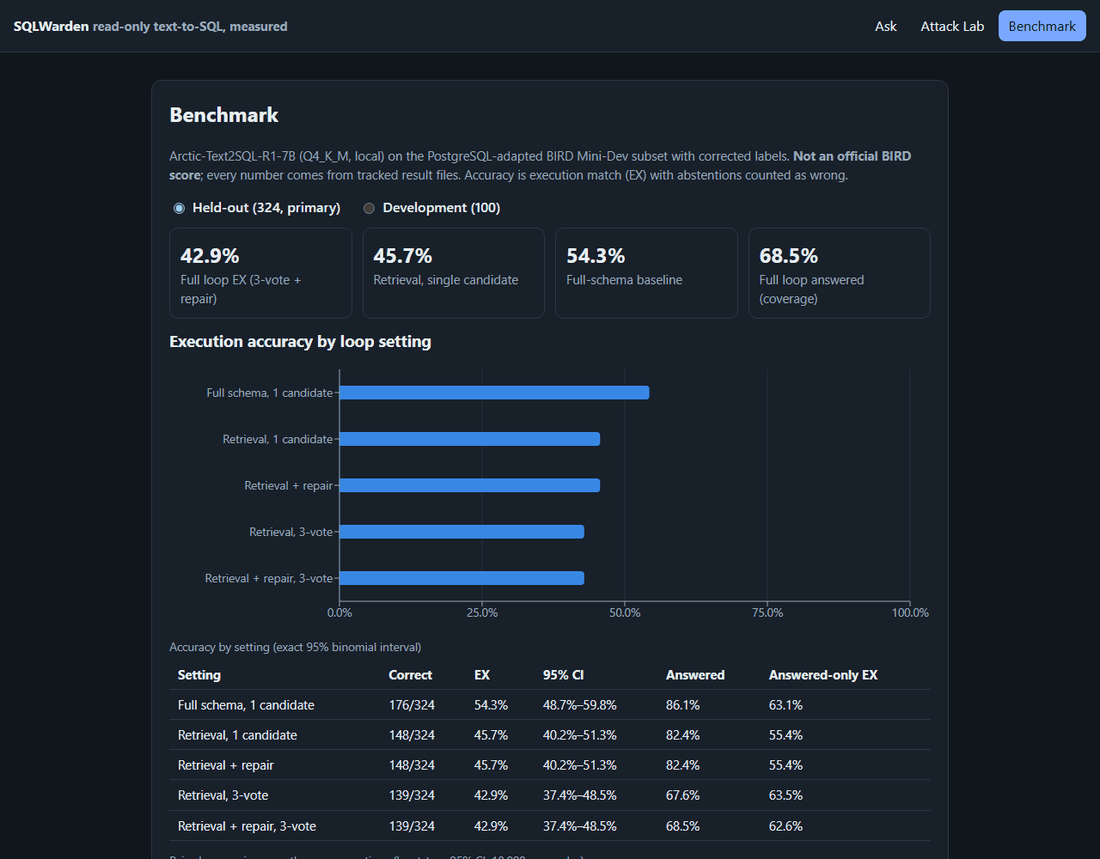 SQLWarden read-only text-to-SQL, measured
Ask
Attack Lab
Benchmark
Benchmark
Arctic-Text2SQL-R1-7B (Q4_K_M, local) on the PostgreSQL-adapted BIRD Mini-Dev subset with corrected labels. Not an official BIRD
score; every number comes from tracked result files. Accuracy is execution match (EX) with abstentions counted as wrong.
Held-out (324, primary)
Development (100)
42.9%
Full loop EX (3-vote +
repair)
45.7%
Retrieval, single candidate
54.3%
Full-schema baseline
68.5%
Full loop answered
(coverage)
Execution accuracy by loop setting
Full schema, 1 candidate
Retrieval, 1 candidate
Retrieval + repair
Retrieval, 3-vote
Retrieval + repair, 3-vote
0.0% 25.0% 50.0% 75.0% 100.0%
Accuracy by setting (exact 95% binomial interval)
Setting Correct EX 95% CI Answered Answered-only EX
Full schema, 1 candidate 176/324 54.3% 48.7%–59.8% 86.1% 63.1%
Retrieval, 1 candidate 148/324 45.7% 40.2%–51.3% 82.4% 55.4%
Retrieval + repair 148/324 45.7% 40.2%–51.3% 82.4% 55.4%
Retrieval, 3-vote 139/324 42.9% 37.4%–48.5% 67.6% 63.5%
Retrieval + repair, 3-vote 139/324 42.9% 37.4%–48.5% 68.5% 62.6%